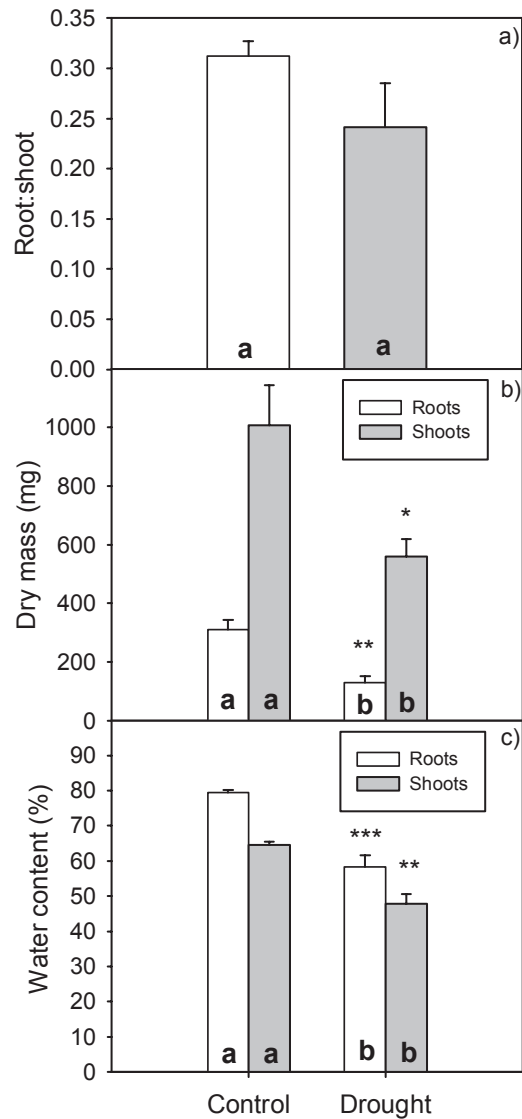 a)
Root:shoot
0.35
0.30
0.25
0.20
0.15
0.10
0.05
0.00
a
a
b)
Roots
Shoots
Dry mass (mg)
1000
800
600
400
200
0
*
**
a
a
b
b
c)
Roots
Shoots
Water content (%)
90
80
70
60
50
40
30
20
10
0
***
**
a
a
b
b
Control
Drought